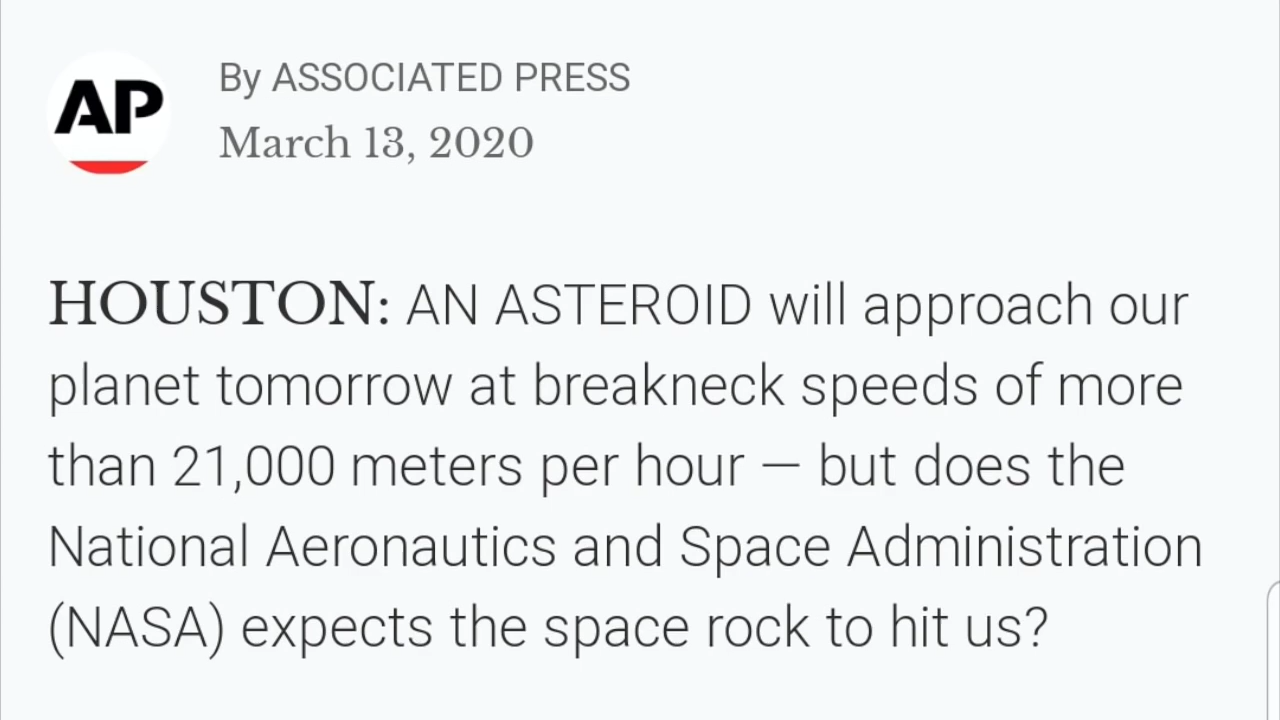 AP
By ASSOCIATED PRESS
March 13, 2020
HOUSTON: AN ASTEROID will approach our
planet tomorrow at breakneck speeds of more
than 21,000 meters per hour — but does the
National Aeronautics and Space Administration
(NASA) expects the space rock to hit us?